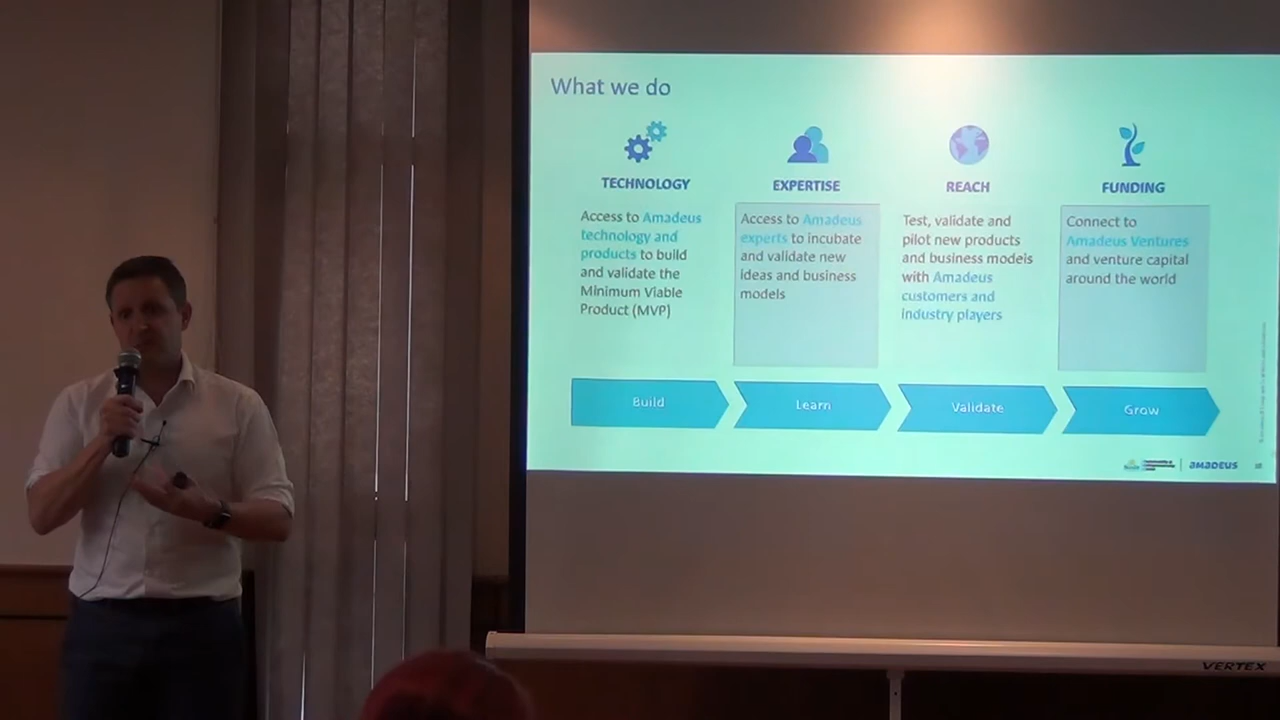 What we do
TECHNOLOGY
Access to Amadeus
technology and
products to build
and validate the
Minimum Viable
Product (MVP)
EXPERTISE
Access to Amadeus
experts to incubate
and validate new
ideas and business
models
REACH
Test, validate and
pilot new products
and business models
with Amadeus
customers and
industry players
FUNDING
Connect to
Amadeus Ventures
and venture capital
around the world
Build
Learn
Validate
Grow
amadeus
VERTEX